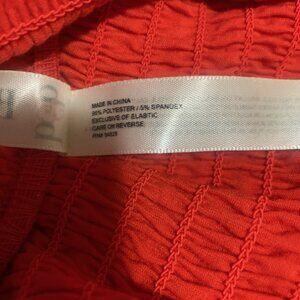 MADE IN CHINA
95% POLYESTER / 5% SPANDEX
EXCLUSIVE OF ELASTIC
CARE ON REVERSE